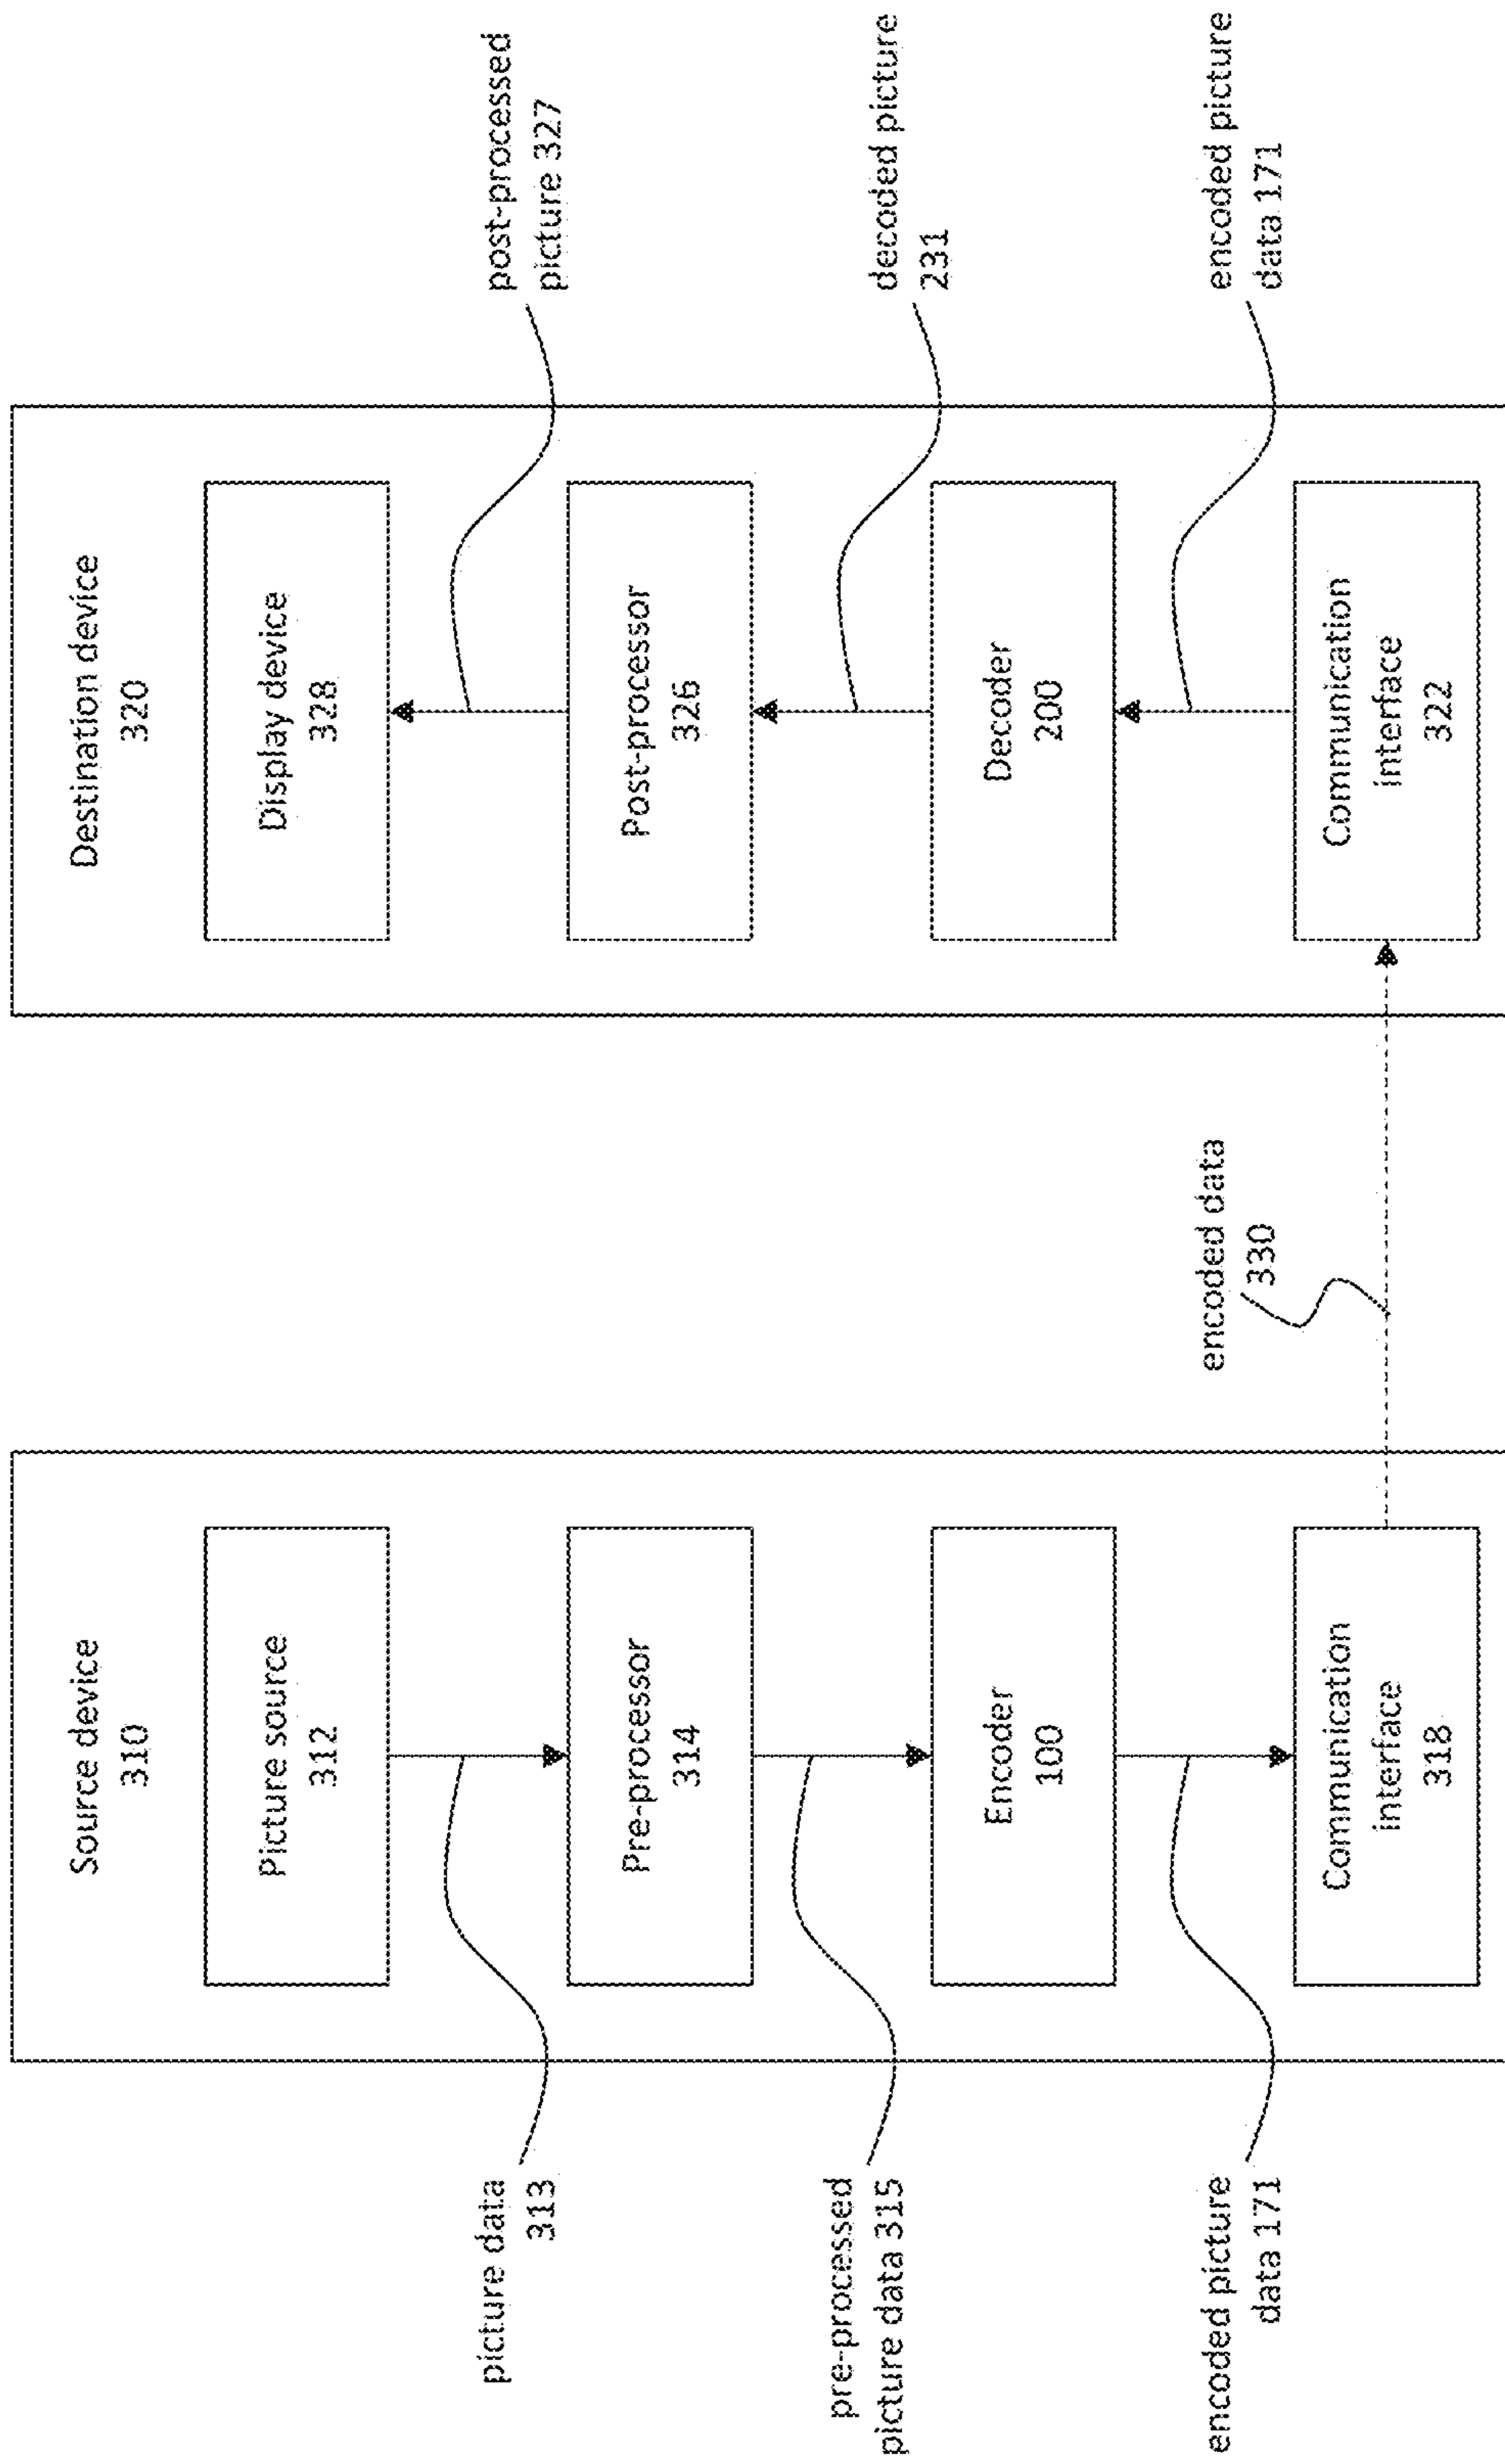 Source device
310
Picture source
312
picture data
313
Pre-processor
314
pre-processed
picture data 315
Encoder
100
encoded picture
data 171
Communication
interface
318
encoded data
330
Destination device
320
Display device
328
post-processed
picture 327
Post-processor
326
decoded picture
231
Decoder
200
encoded picture
data 171
Communication
interface
322